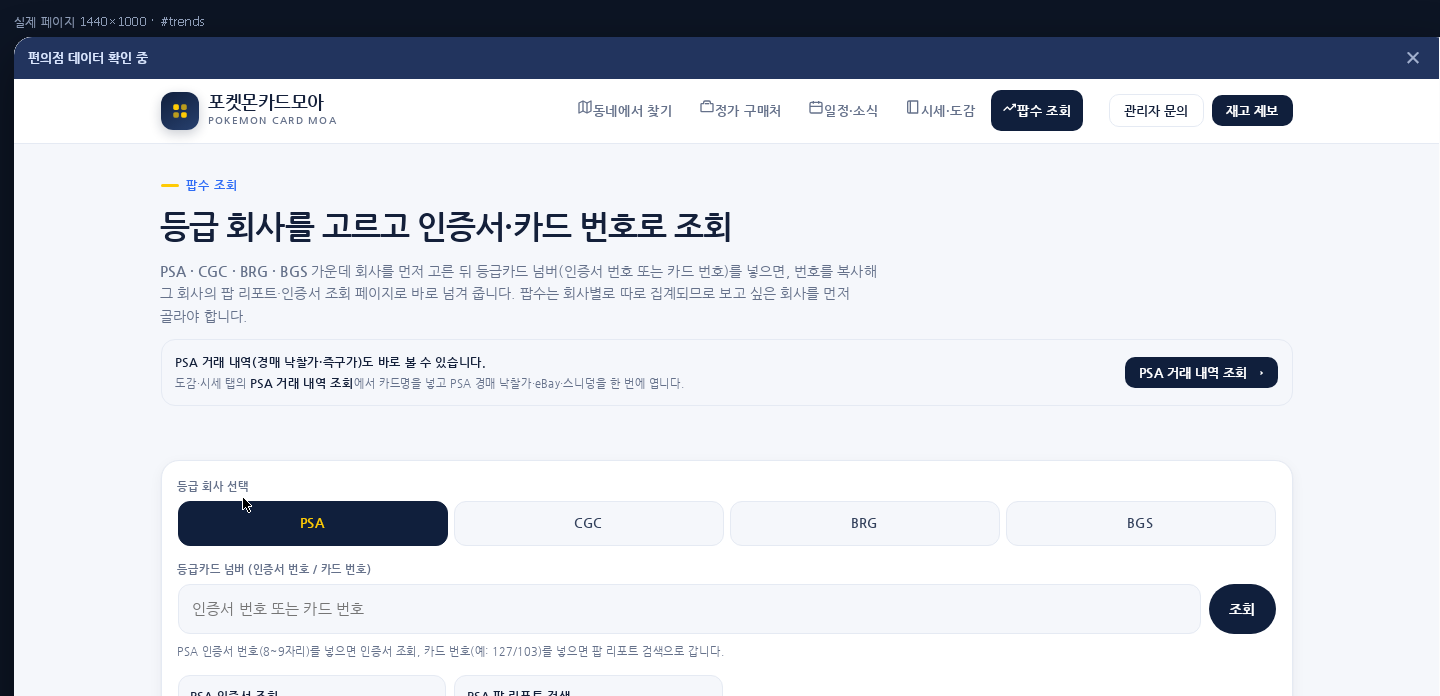 실제 페이지 1440×1000 · #trends
편의점 데이터 확인 중
포켓몬카드모아
POKEMON CARD MOA
동네에서 찾기
정가 구매처
일정·소식
시세·도감
팝수 조회
관리자 문의
재고 제보
팝수 조회
등급 회사를 고르고 인증서·카드 번호로 조회
PSA · CGC · BRG · BGS 가운데 회사를 먼저 고른 뒤 등급카드 넘버(인증서 번호 또는 카드 번호)를 넣으면, 번호를 복사해
그 회사의 팝 리포트·인증서 조회 페이지로 바로 넘겨 줍니다. 팝수는 회사별로 따로 집계되므로 보고 싶은 회사를 먼저
골라야 합니다.
PSA 거래 내역(경매 낙찰가·즉구가)도 바로 볼 수 있습니다.
도감·시세 탭의 PSA 거래 내역 조회에서 카드명을 넣고 PSA 경매 낙찰가·eBay·스니덩을 한 번에 엽니다.
PSA 거래 내역 조회 ›
등급 회사 선택
PSA
CGC
BRG
BGS
등급카드 넘버 (인증서 번호 / 카드 번호)
인증서 번호 또는 카드 번호
조회
PSA 인증서 번호(8~9자리)를 넣으면 인증서 조회, 카드 번호(예: 127/103)를 넣으면 팝 리포트 검색으로 갑니다.
PSA 인증서 조회
PSA 팝 리포트 검색